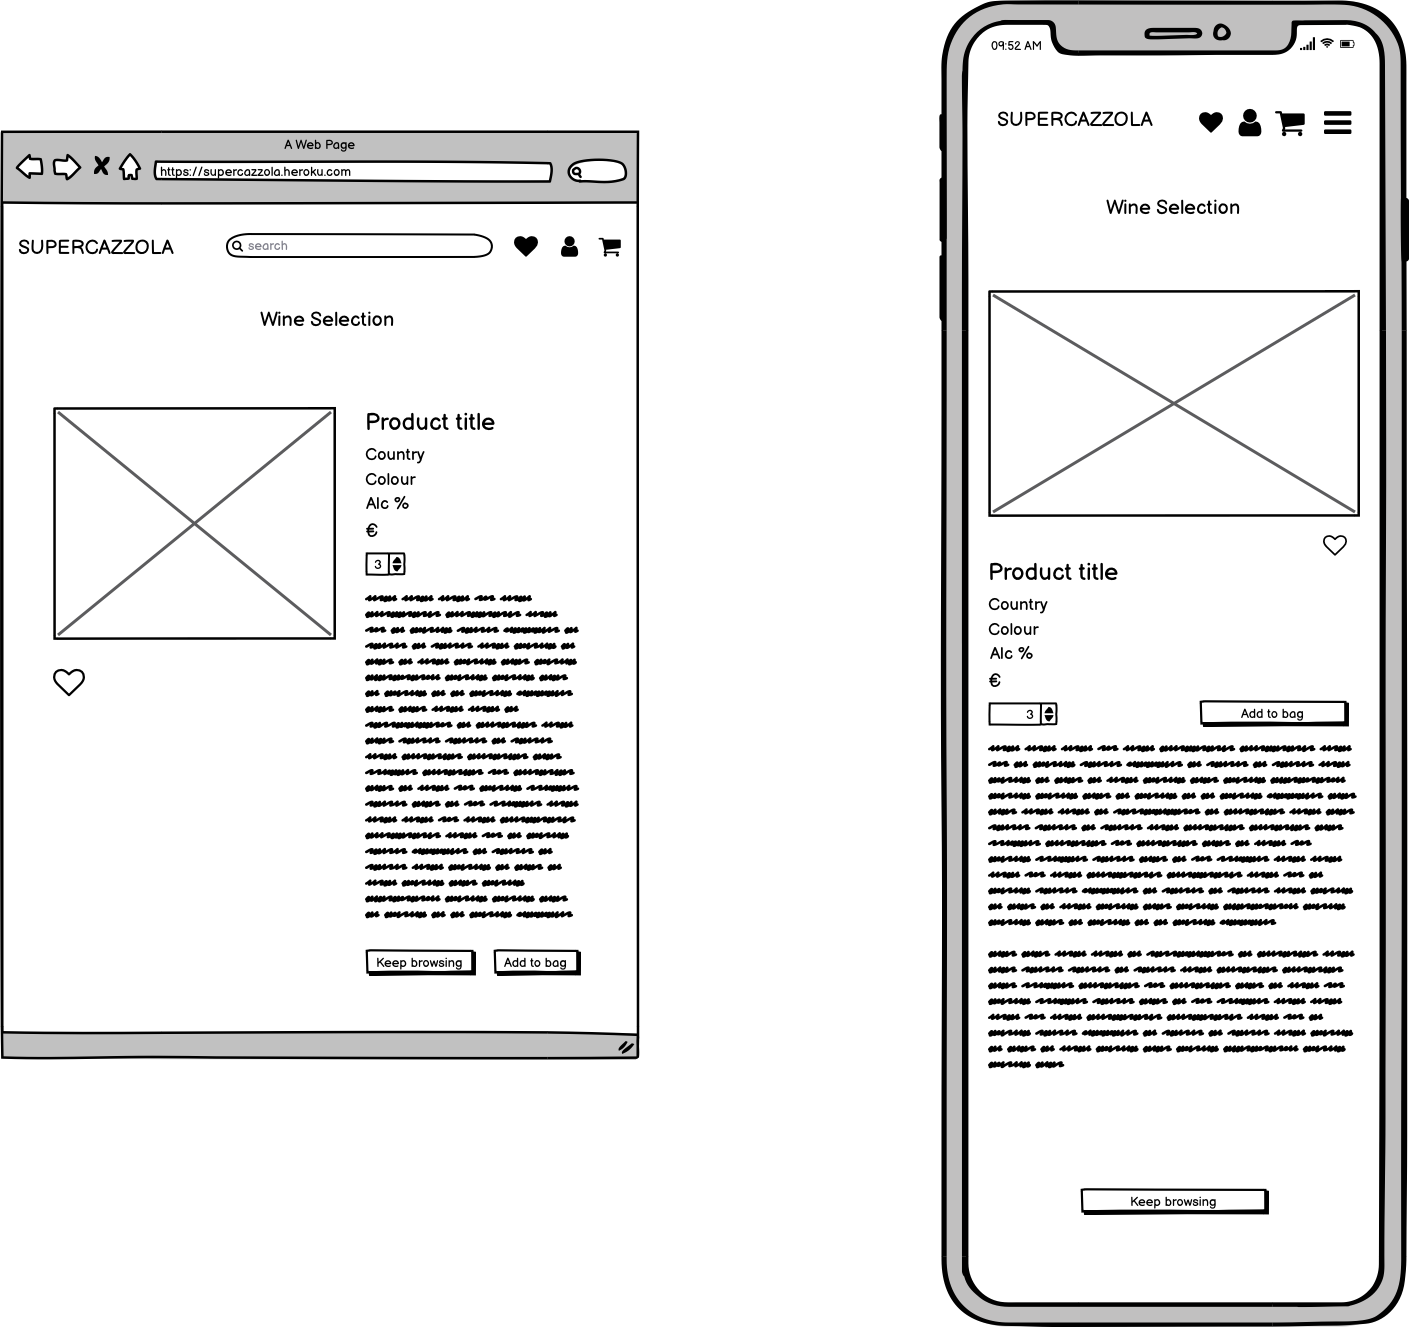 A Web Page
https://supercazzola.heroku.com
SUPERCAZZOLA
search
Wine Selection
Product title
Country
Colour
Alc %
€
3
Keep browsing
Add to bag
09:52 AM
SUPERCAZZOLA
Wine Selection
Product title
Country
Colour
Alc %
€
3
Add to bag
Keep browsing